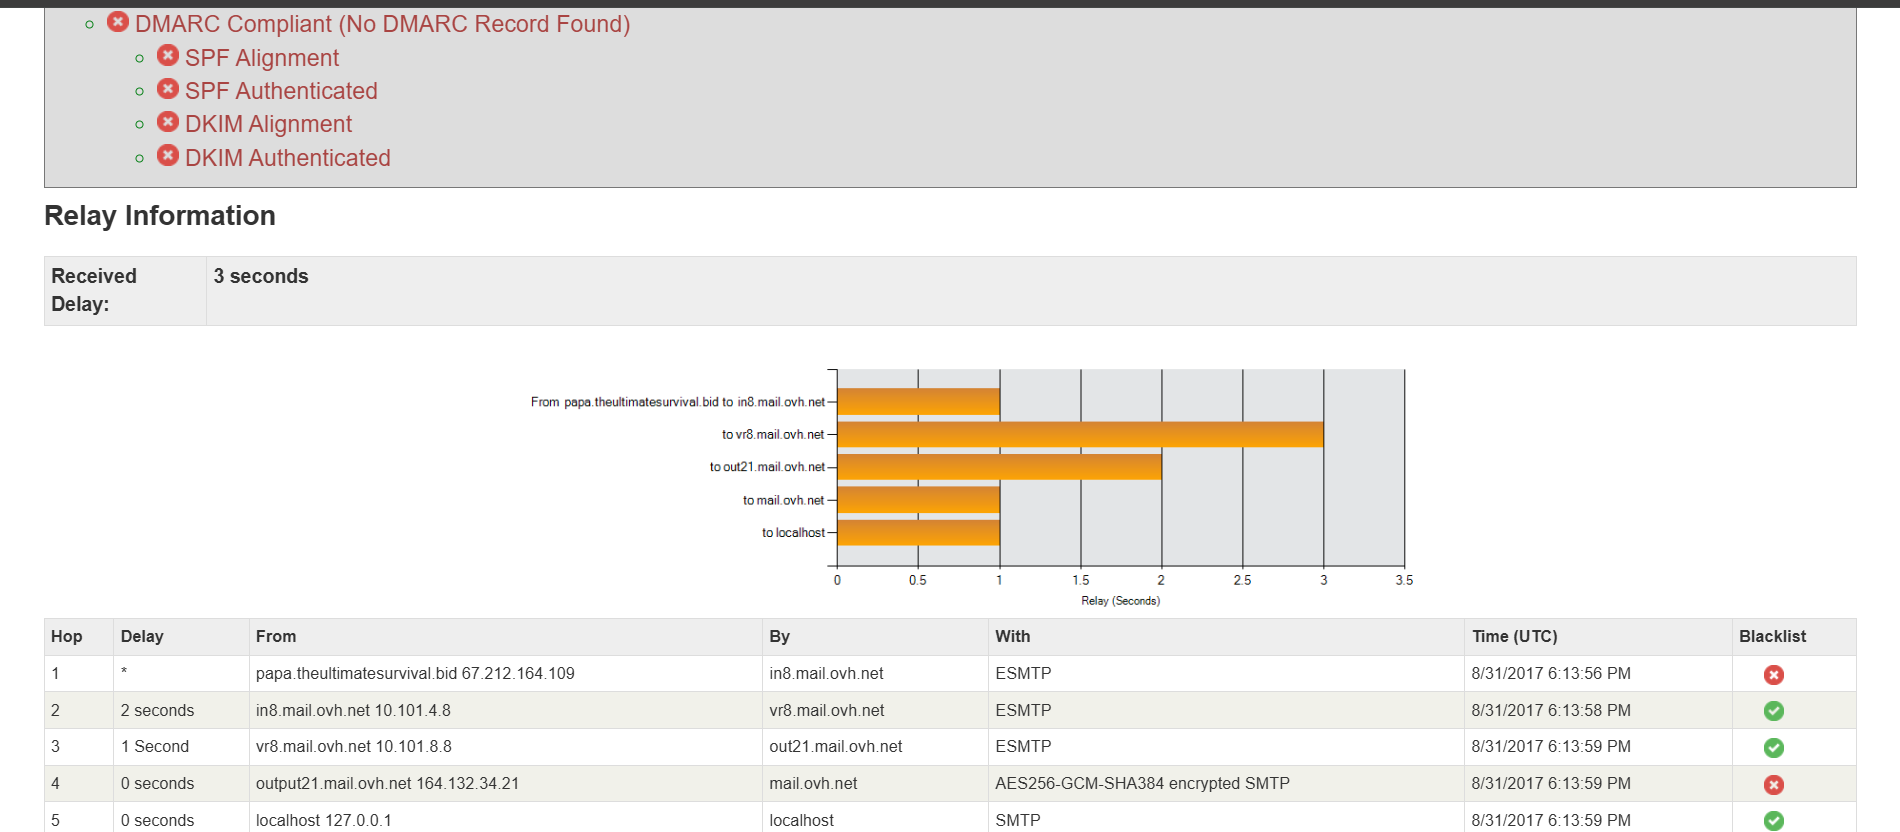 DMARC Compliant (No DMARC Record Found)
SPF Alignment
SPF Authenticated
DKIM Alignment
DKIM Authenticated
Relay Information
Received Delay: 3 seconds
From papa.theultimatesurvival.bid to in8.mail.ovh.net
to vr8.mail.ovh.net
to out21.mail.ovh.net
to mail.ovh.net
to localhost
0 0.5 1 1.5 2 2.5 3 3.5
Relay (Seconds)
Hop Delay From By With Time (UTC) Blacklist
1 * papa.theultimatesurvival.bid 67.212.164.109 in8.mail.ovh.net ESMTP 8/31/2017 6:13:56 PM
2 2 seconds in8.mail.ovh.net 10.101.4.8 vr8.mail.ovh.net ESMTP 8/31/2017 6:13:58 PM
3 1 Second vr8.mail.ovh.net 10.101.8.8 out21.mail.ovh.net ESMTP 8/31/2017 6:13:59 PM
4 0 seconds output21.mail.ovh.net 164.132.34.21 mail.ovh.net AES256-GCM-SHA384 encrypted SMTP 8/31/2017 6:13:59 PM
5 0 seconds localhost 127.0.0.1 localhost SMTP 8/31/2017 6:13:59 PM